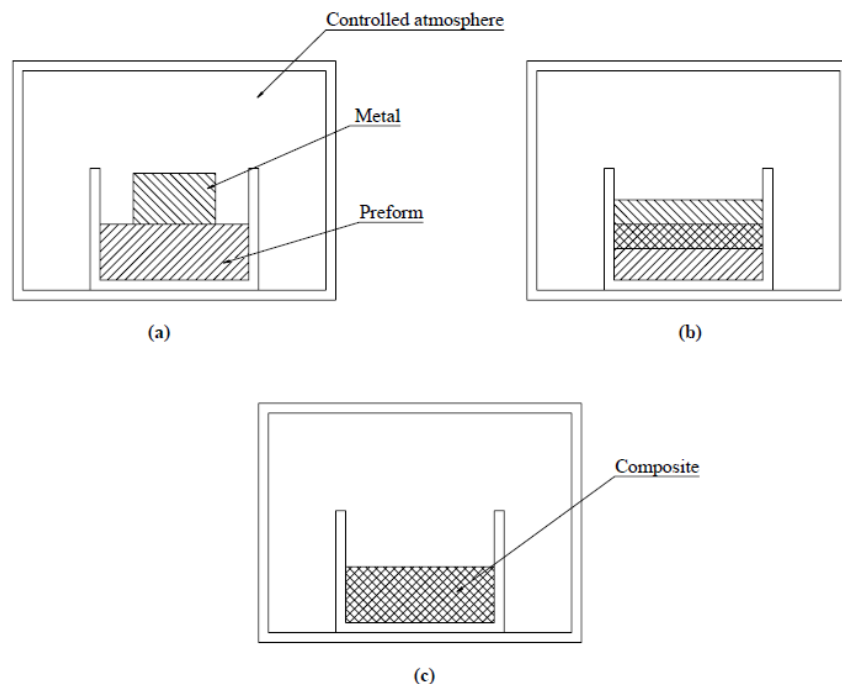 Controlled atmosphere
Metal
Preform
(a)
(b)
Composite
(c)